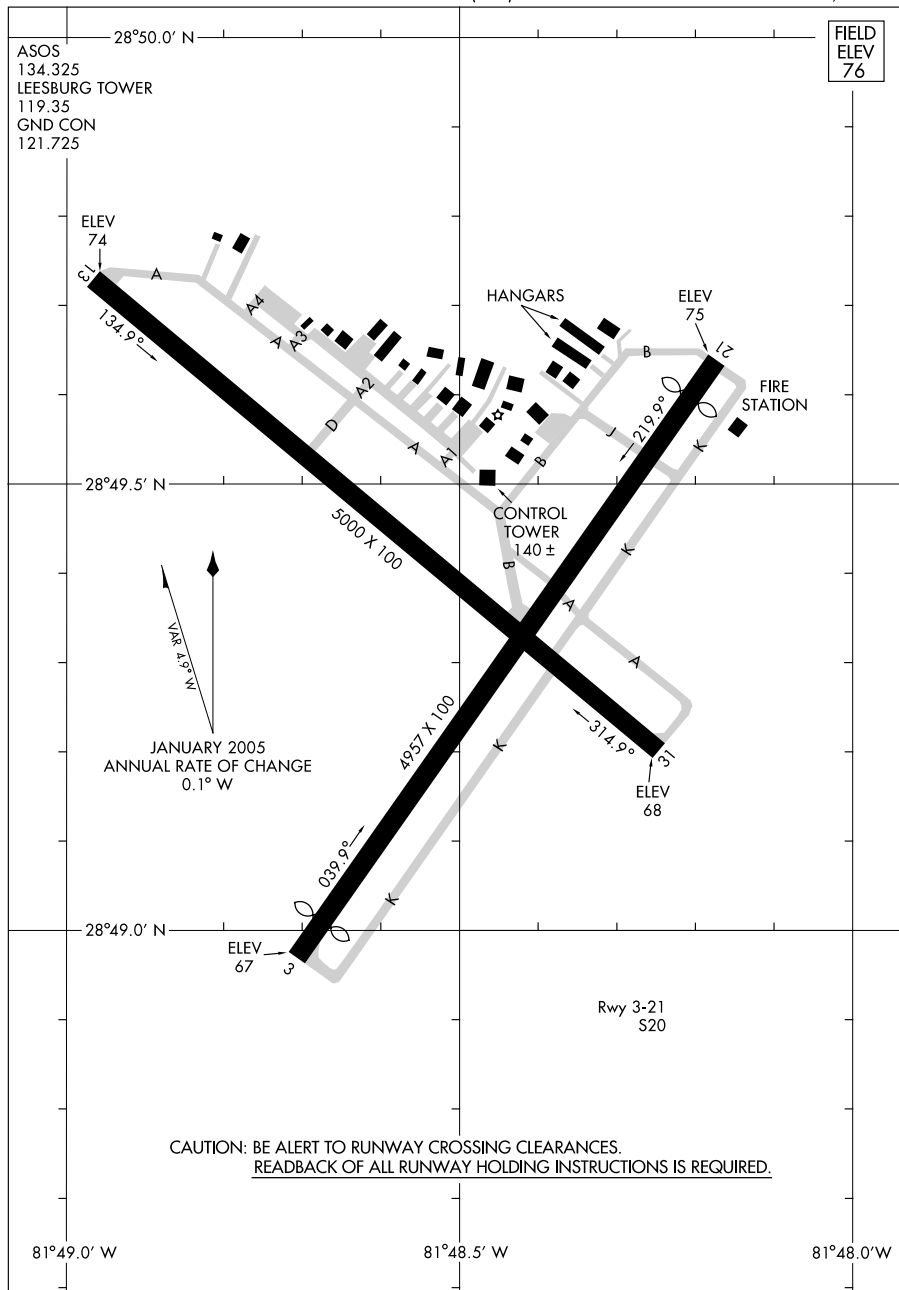 28°50.0' N
FIELD
ELEV
76
ASOS
134.325
LEESBURG TOWER
119.35
GND CON
121.725
ELEV
74
13
A
134.9°
A4
A
A3
A2
D
A
A1
HANGARS
ELEV
75
21
B
FIRE
STATION
219.9°
J
K
B
28°49.5' N
CONTROL
TOWER
140 ±
5000 X 100
K
B
A
A
VAR 4.9° W
JANUARY 2005
ANNUAL RATE OF CHANGE
0.1° W
4957 X 100
K
314.9°
31
ELEV
68
039.9°
K
28°49.0' N
ELEV
67
3
Rwy 3-21
S20
CAUTION: BE ALERT TO RUNWAY CROSSING CLEARANCES.
READBACK OF ALL RUNWAY HOLDING INSTRUCTIONS IS REQUIRED.
81°49.0' W
81°48.5' W
81°48.0'W